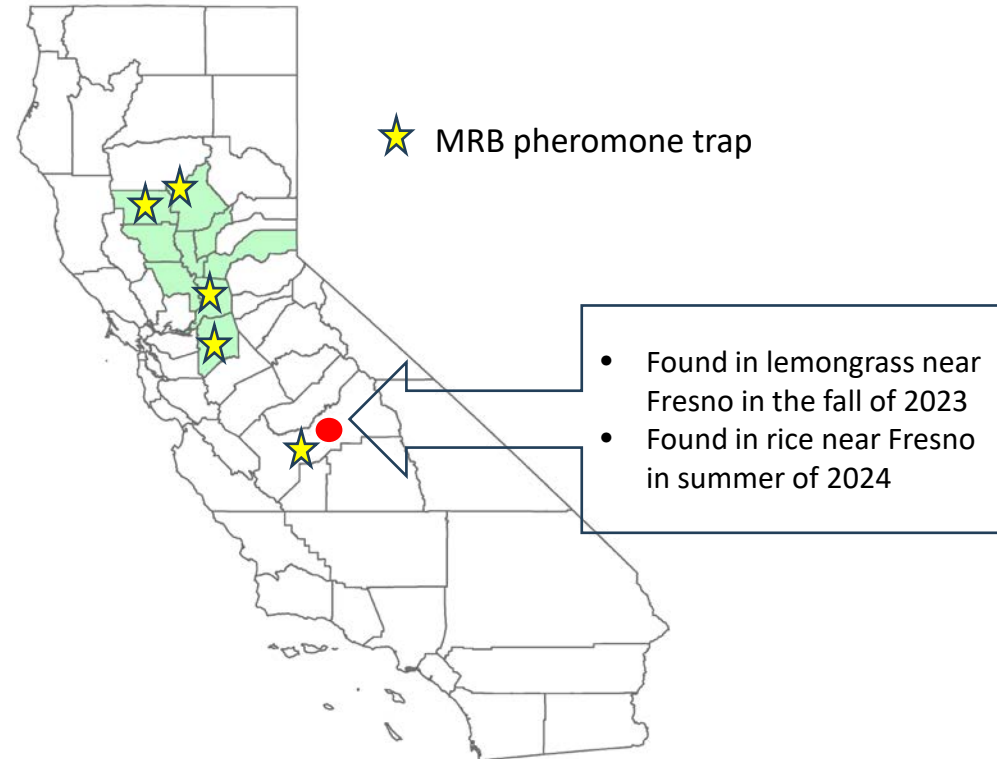 MRB pheromone trap
• Found in lemongrass near
Fresno in the fall of 2023
• Found in rice near Fresno
in summer of 2024